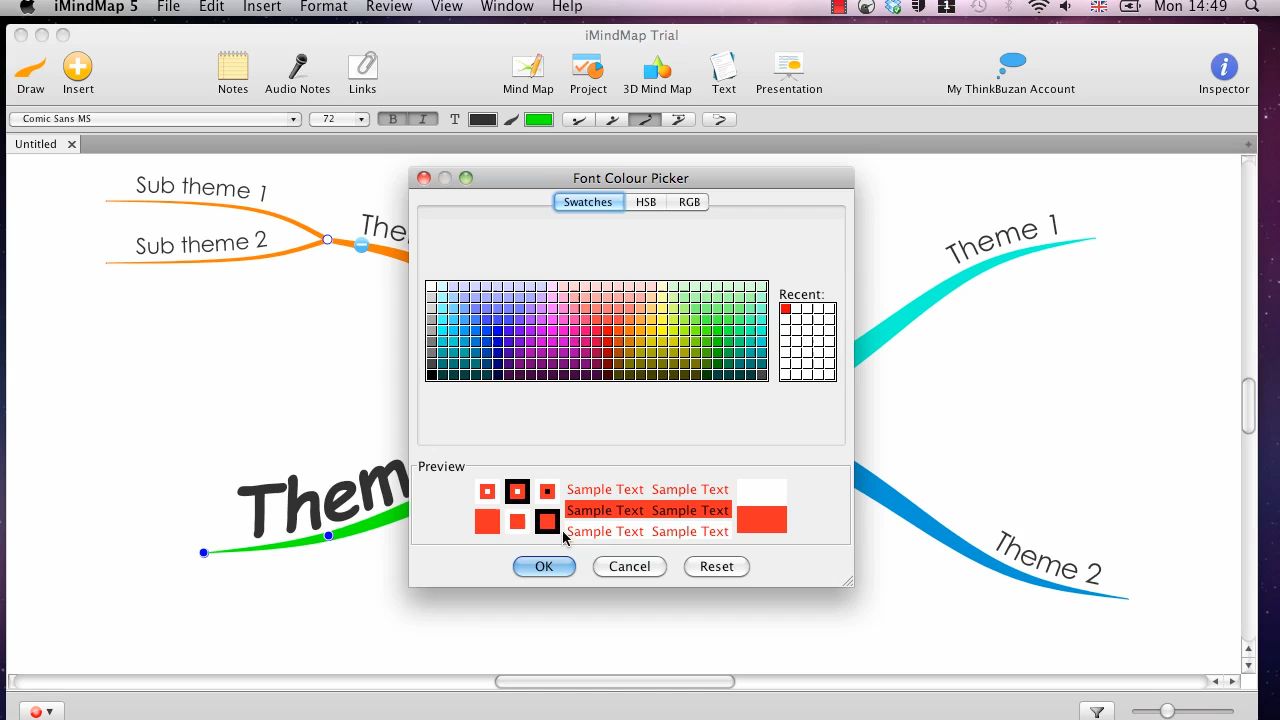 iMindMap 5 File Edit Insert Format Review View Window Help Mon 14:49
iMindMap Trial
Draw Insert Notes Audio Notes Links Mind Map Project 3D Mind Map Text Presentation My ThinkBuzan Account Inspector
Comic Sans MS 72 B I T
Untitled
Font Colour Picker
Swatches HSB RGB
Sub theme 1
Sub theme 2
Theme 1
Recent:
Preview
Sample Text Sample Text
Sample Text Sample Text
Sample Text Sample Text
OK Cancel Reset
Theme 2